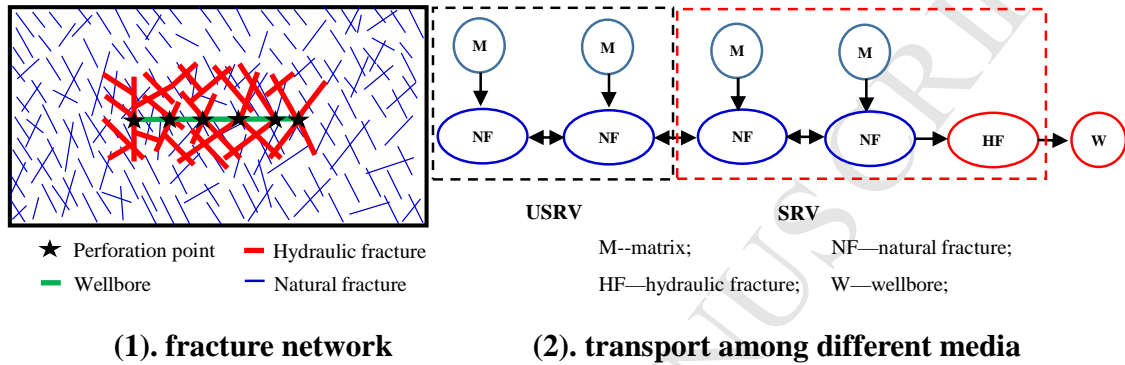 M
M
M
M
NF
NF
NF
NF
HF
W
USRV
SRV
Perforation point
Hydraulic fracture
Wellbore
Natural fracture
M--matrix;
NF—natural fracture;
HF—hydraulic fracture;
W—wellbore;
(1). fracture network
(2). transport among different media